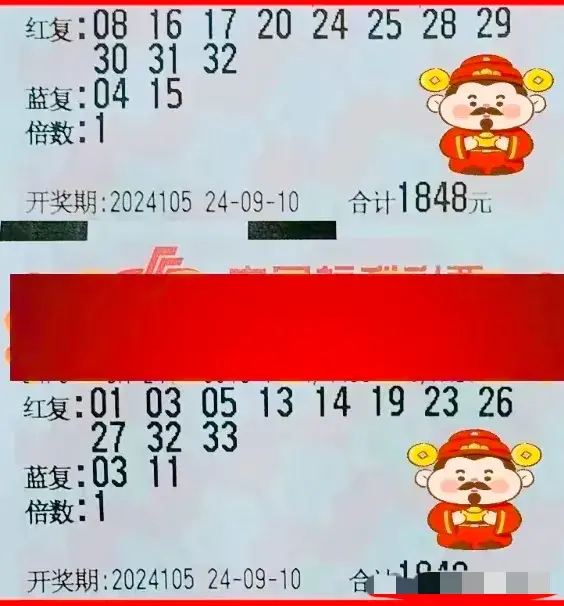 红复:08 16 17 20 24 25 28 29
30 31 32
蓝复:04 15
倍数:1
开奖期:2024105 24-09-10 合计1848元
红复:01 03 05 13 14 19 23 26
27 32 33
蓝复:03 11
倍数:1
开奖期:2024105 24-09-10 合